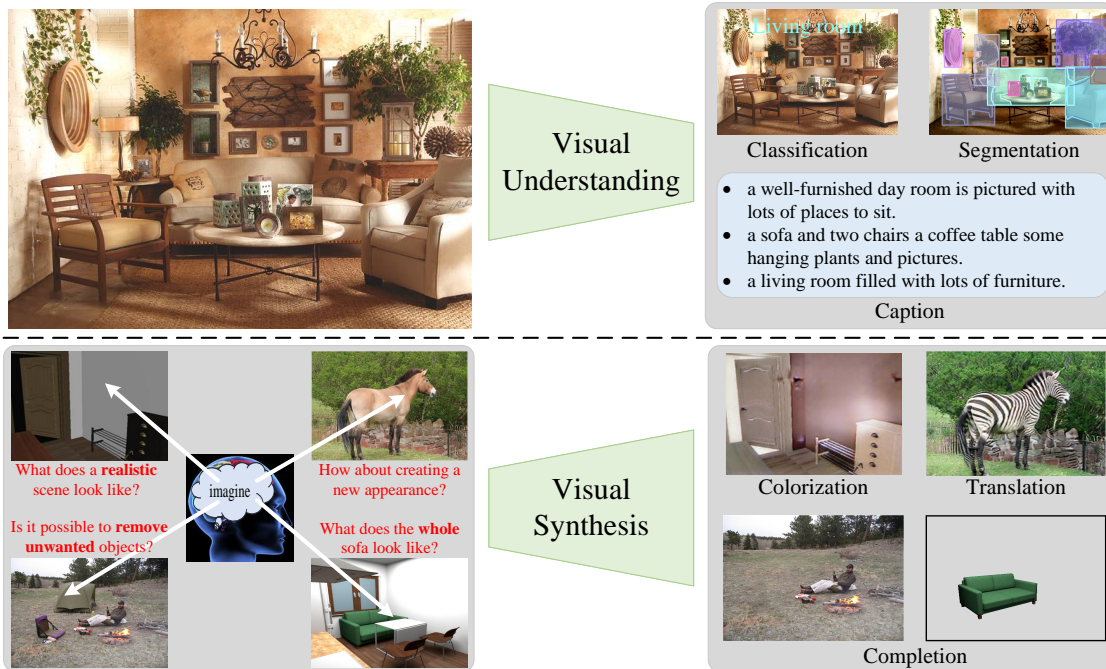 Living room
Visual
Understanding
Classification
Segmentation
• a well-furnished day room is pictured with
lots of places to sit.
• a sofa and two chairs a coffee table some
hanging plants and pictures.
• a living room filled with lots of furniture.
Caption
What does a realistic
scene look like?
How about creating a
new appearance?
imagine
Is it possible to remove
unwanted objects?
What does the whole
sofa look like?
Visual
Synthesis
Colorization
Translation
Completion